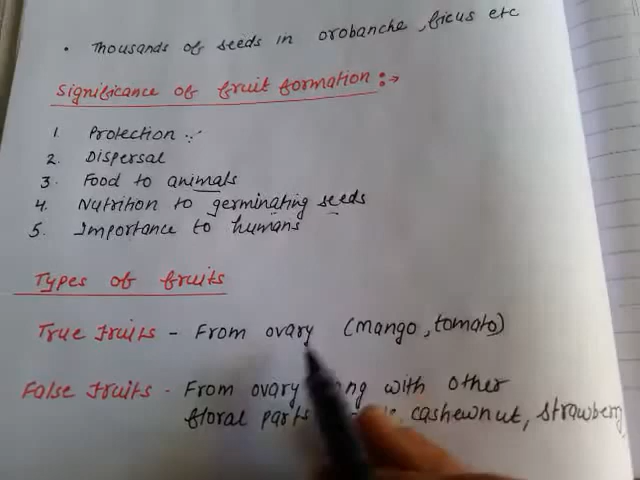 • Thousands of seeds in orobanche, ficus etc
Significance of fruit formation :→
1. Protection
2. Dispersal
3. Food to animals
4. Nutrition to germinating seeds
5. Importance to humans
Types of fruits
True fruits - From ovary (mango, tomato)
False fruits - From ovary with other
floral parts cashewnut, strawberry,